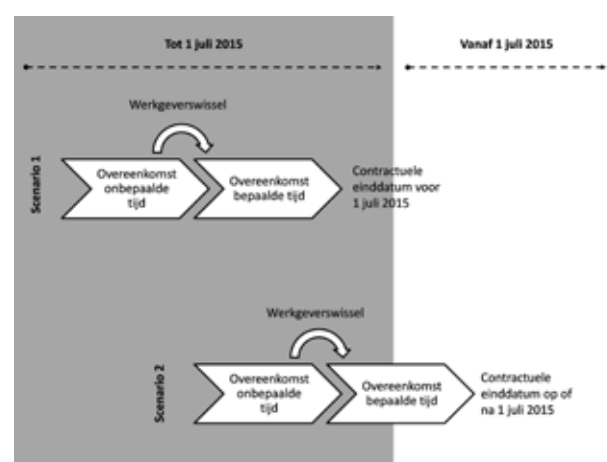 Tot 1 juli 2015
Vanaf 1 juli 2015
Werkgeverswissel
Scenario 1
Overeenkomst
onbepaalde
tijd
Overeenkomst
bepaalde tijd
Contractuele
einddatum voor
1 juli 2015
Werkgeverswissel
Scenario 2
Overeenkomst
onbepaalde
tijd
Overeenkomst
bepaalde tijd
Contractuele
einddatum op of
na 1 juli 2015